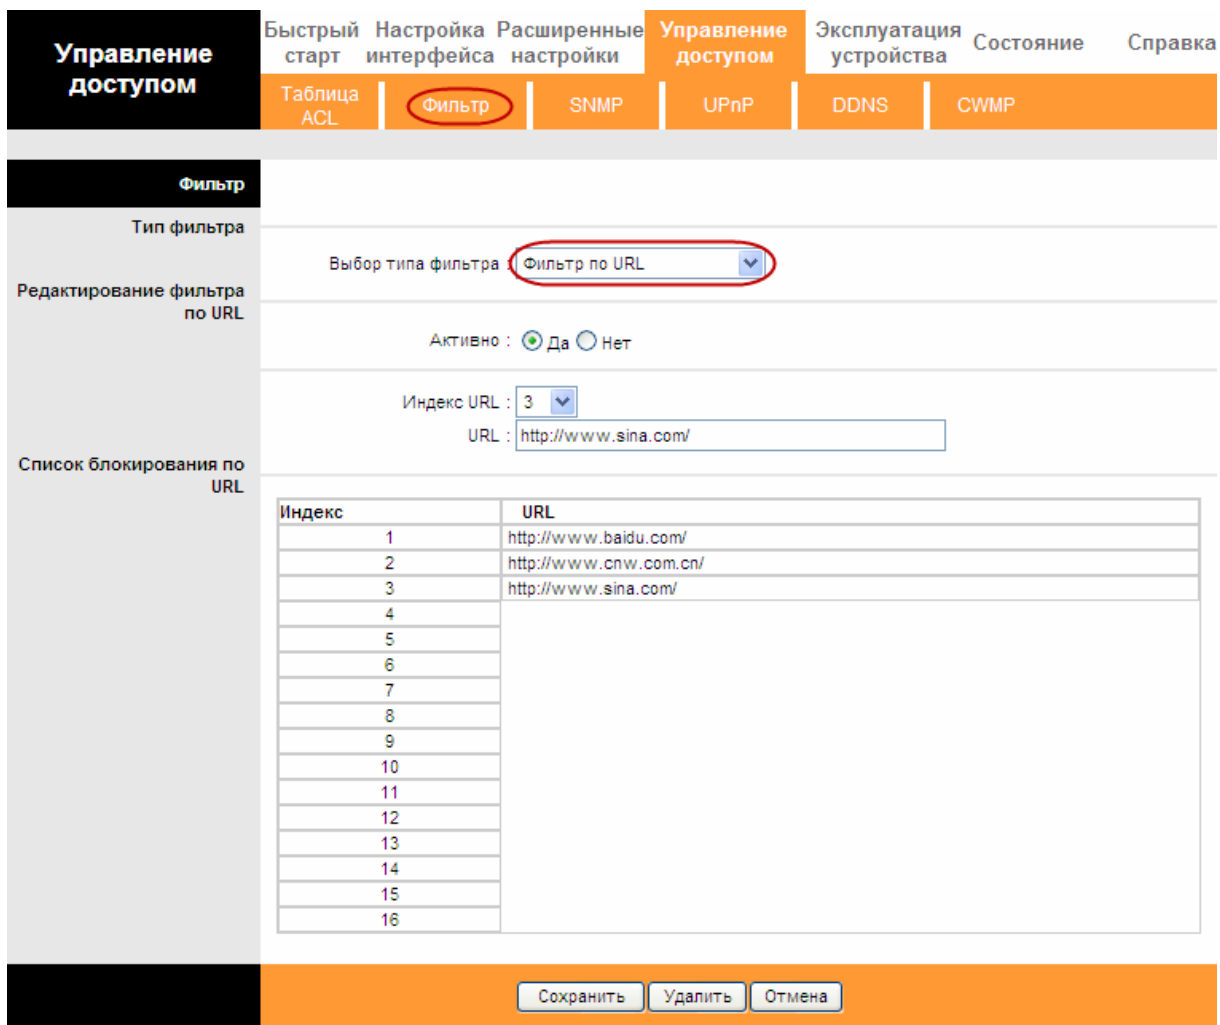 Управление
доступом
Быстрый
старт
Настройка
интерфейса
Расширенные
настройки
Управление
доступом
Эксплуатация
устройства
Состояние
Справка
Таблица
ACL
Фильтр
SNMP
UPnP
DDNS
CWMP
Фильтр
Тип фильтра
Выбор типа фильтра : Фильтр по URL
Редактирование фильтра
по URL
Активно : Да Нет
Индекс URL : 3
URL : http://www.sina.com/
Список блокирования по
URL
Индекс URL
1 http://www.baidu.com/
2 http://www.cnw.com.cn/
3 http://www.sina.com/
4
5
6
7
8
9
10
11
12
13
14
15
16
Сохранить Удалить Отмена